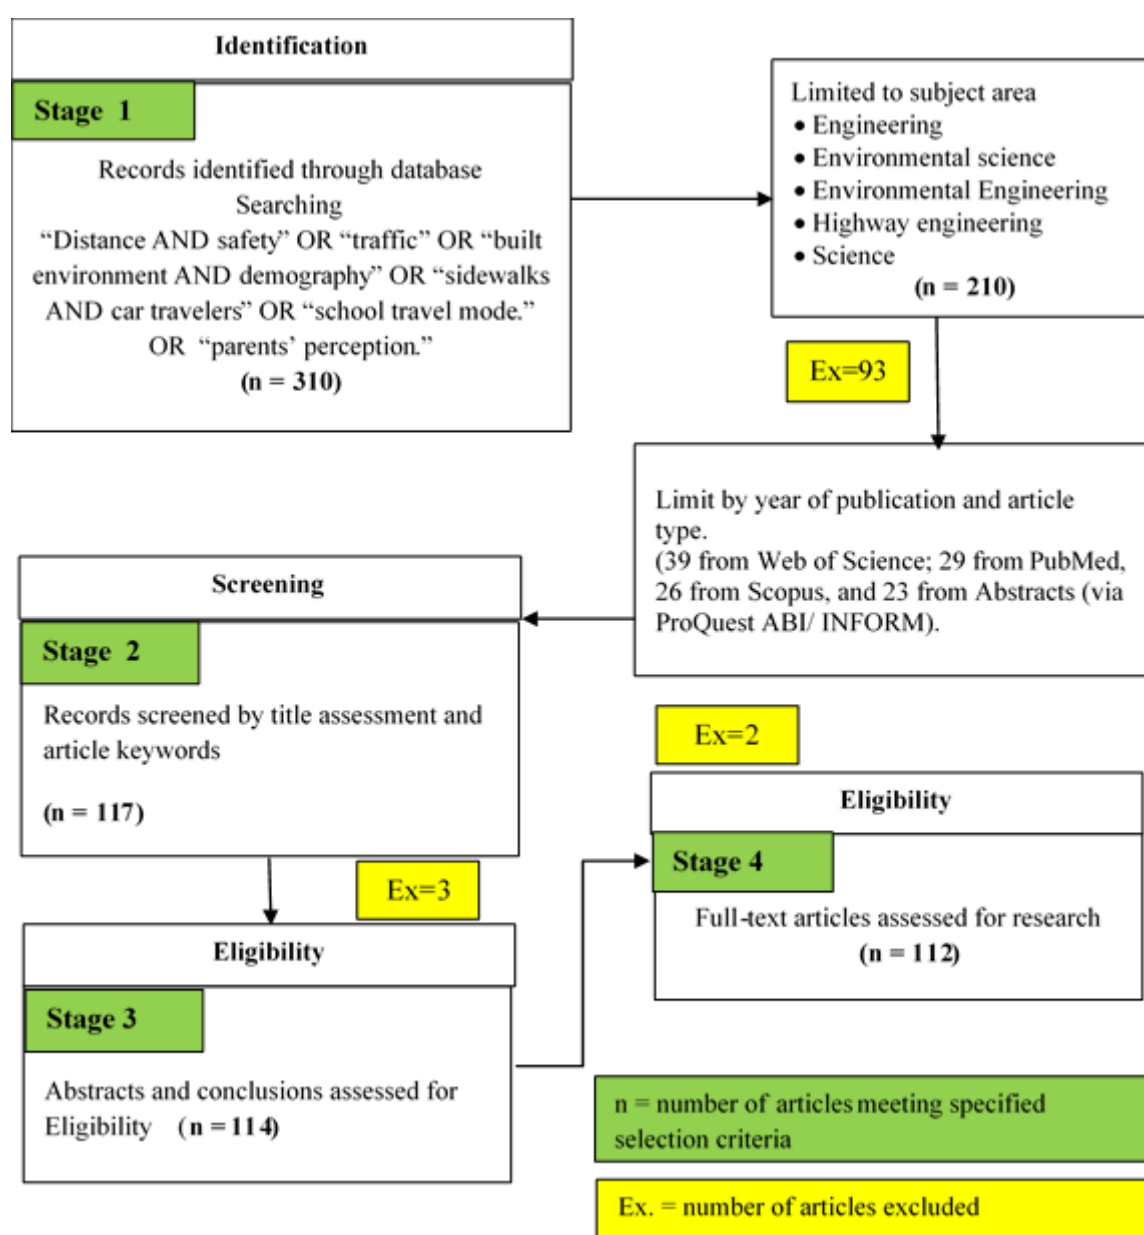 Identification
Stage 1
Records identified through database
Searching
“Distance AND safety” OR “traffic” OR “built
environment AND demography” OR “sidewalks
AND car travelers” OR “school travel mode.”
OR “parents’ perception.”
(n = 310)
Limited to subject area
• Engineering
• Environmental science
• Environmental Engineering
• Highway engineering
• Science
(n = 210)
Ex=93
Limit by year of publication and article
type.
(39 from Web of Science; 29 from PubMed,
26 from Scopus, and 23 from Abstracts (via
ProQuest ABI/ INFORM).
Screening
Stage 2
Records screened by title assessment and
article keywords
(n = 117)
Ex=3
Eligibility
Stage 3
Abstracts and conclusions assessed for
Eligibility (n = 114)
Ex=2
Eligibility
Stage 4
Full-text articles assessed for research
(n = 112)
n = number of articles meeting specified
selection criteria
Ex. = number of articles excluded